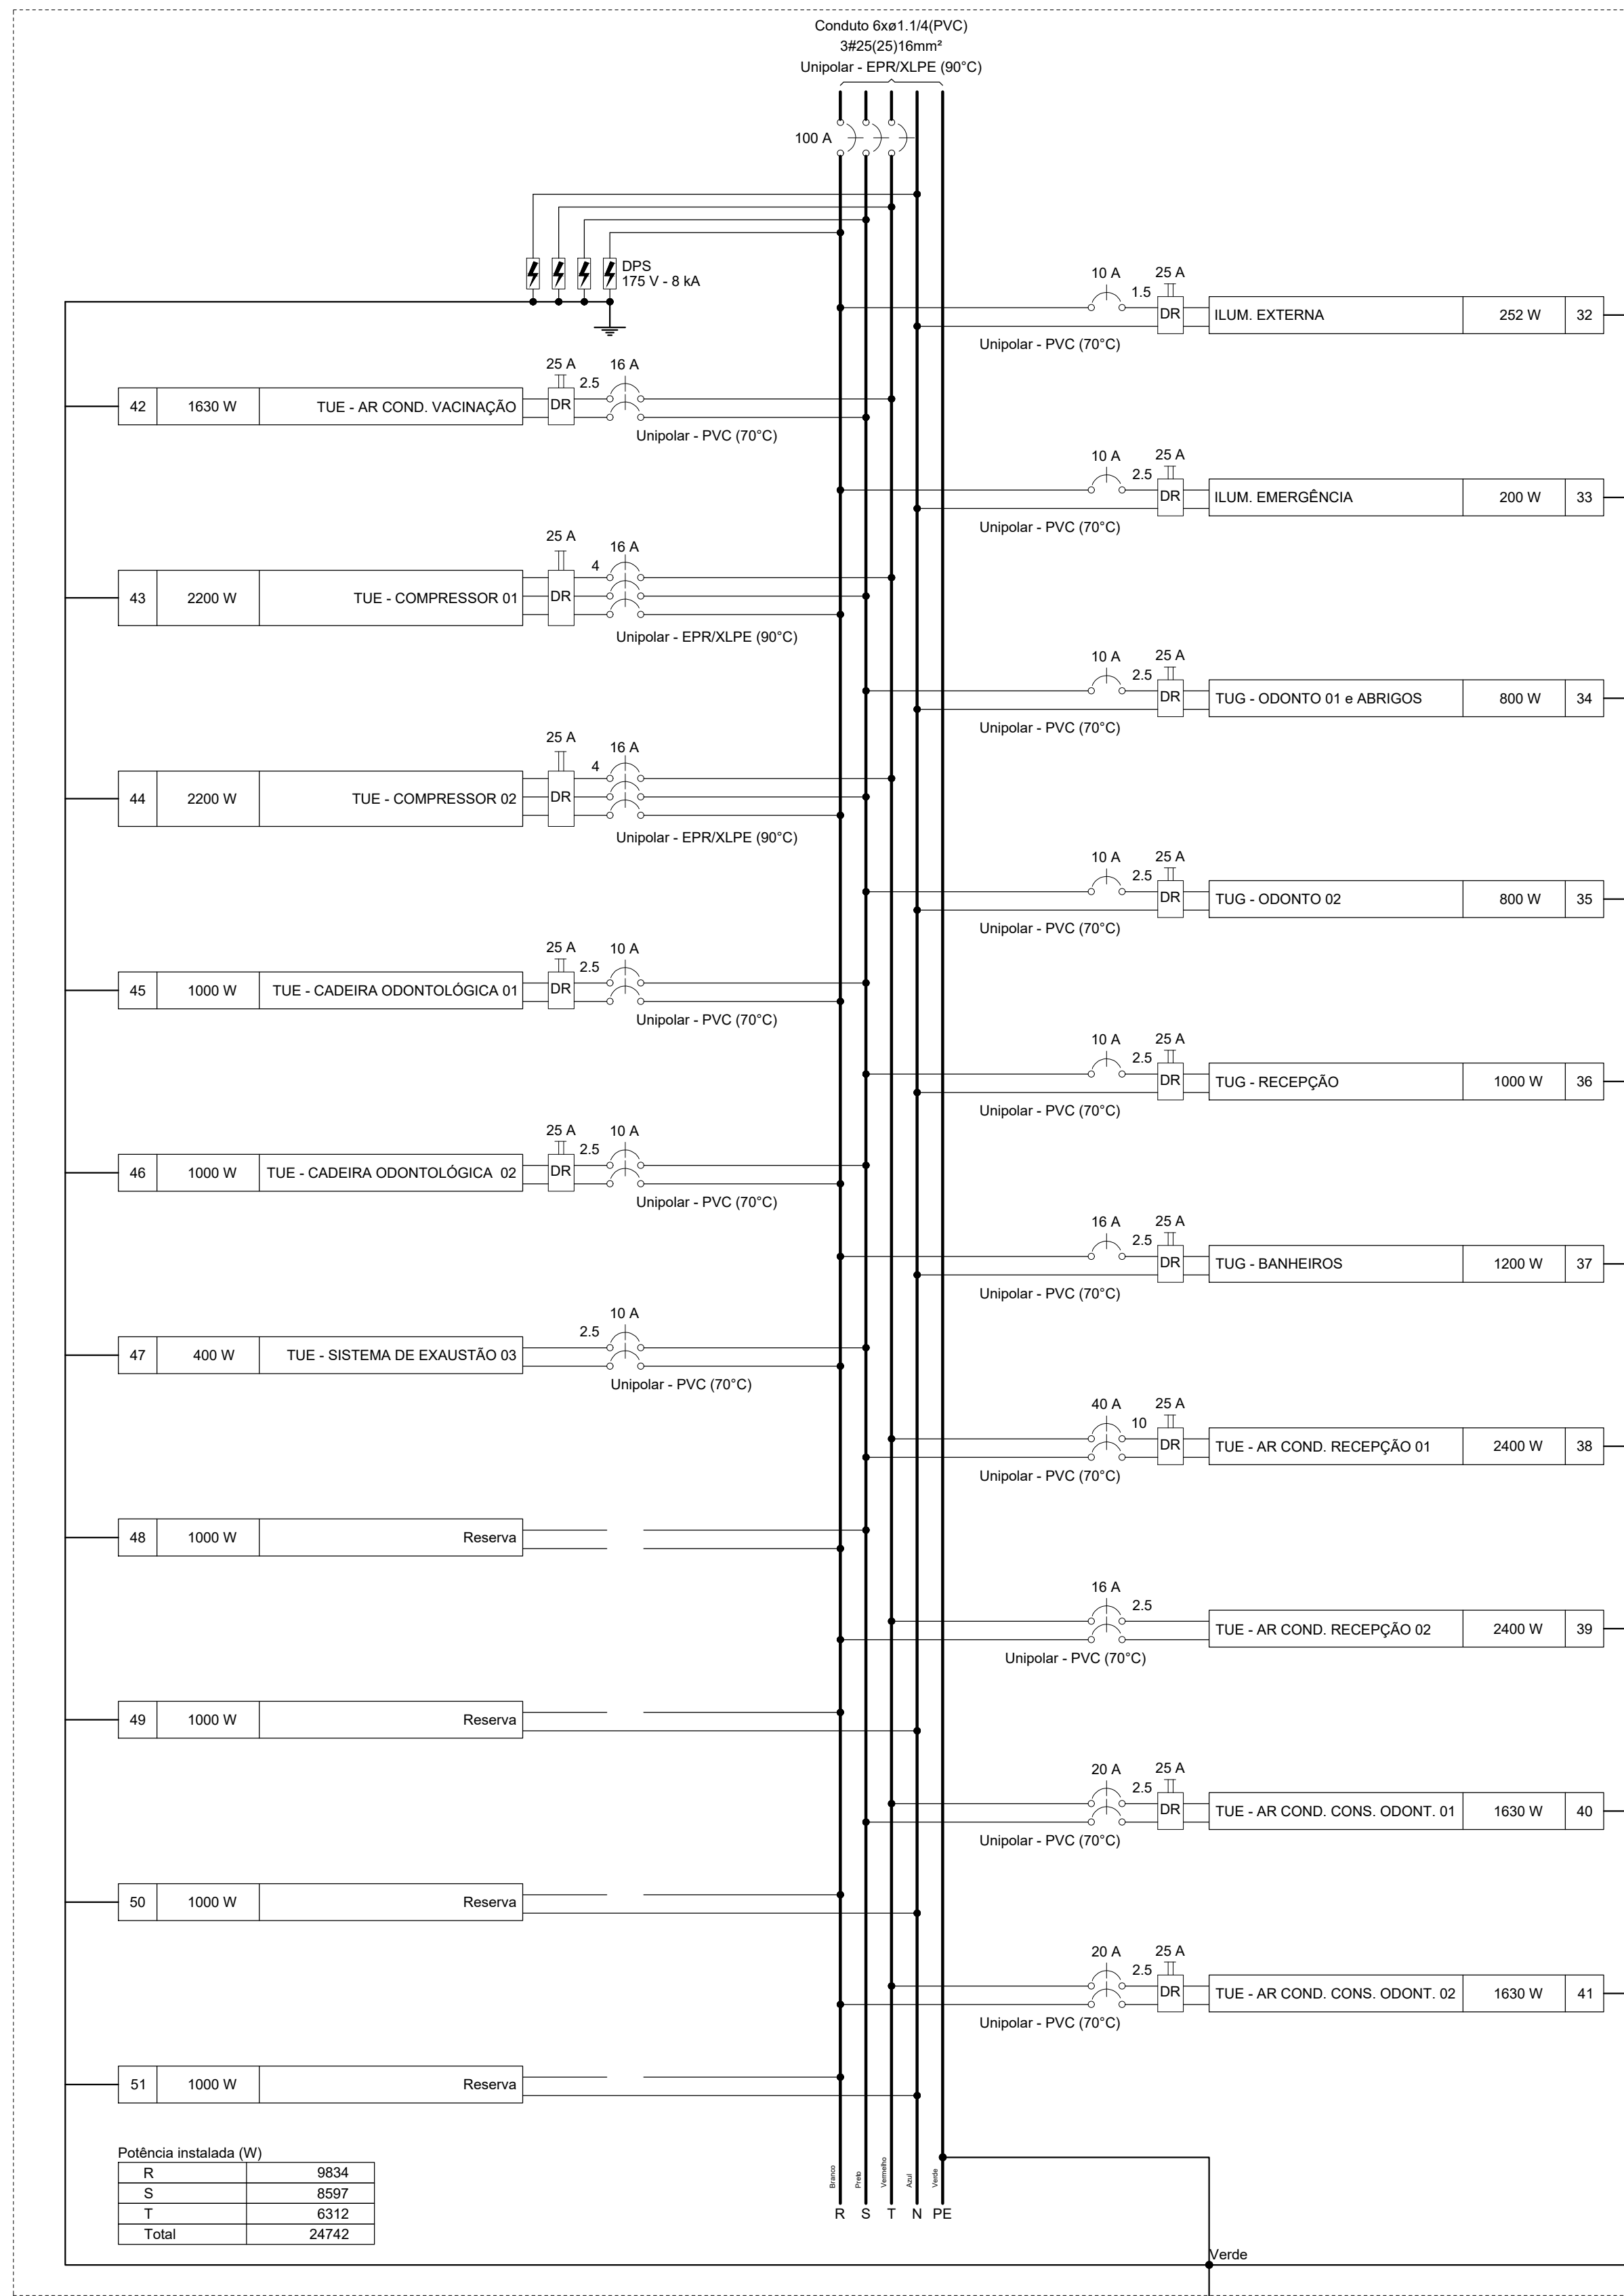 Conduto 6xø1.1/4(PVC)
3#25(25)16mm²
Unipolar - EPR/XLPE (90°C)
100 A
DPS
175 V - 8 kA
25 A 16 A
2.5
42 1630 W TUE - AR COND. VACINAÇÃO DR
Unipolar - PVC (70°C)
25 A 16 A
4
43 2200 W TUE - COMPRESSOR 01 DR
Unipolar - EPR/XLPE (90°C)
25 A 16 A
4
44 2200 W TUE - COMPRESSOR 02 DR
Unipolar - EPR/XLPE (90°C)
25 A 10 A
2.5
45 1000 W TUE - CADEIRA ODONTOLÓGICA 01 DR
Unipolar - PVC (70°C)
25 A 10 A
2.5
46 1000 W TUE - CADEIRA ODONTOLÓGICA 02 DR
Unipolar - PVC (70°C)
10 A
2.5
47 400 W TUE - SISTEMA DE EXAUSTÃO 03
Unipolar - PVC (70°C)
48 1000 W Reserva
49 1000 W Reserva
50 1000 W Reserva
51 1000 W Reserva
10 A 25 A
1.5
DR ILUM. EXTERNA 252 W 32
Unipolar - PVC (70°C)
10 A 25 A
2.5
DR ILUM. EMERGÊNCIA 200 W 33
Unipolar - PVC (70°C)
10 A 25 A
2.5
DR TUG - ODONTO 01 e ABRIGOS 800 W 34
Unipolar - PVC (70°C)
10 A 25 A
2.5
DR TUG - ODONTO 02 800 W 35
Unipolar - PVC (70°C)
10 A 25 A
2.5
DR TUG - RECEPÇÃO 1000 W 36
Unipolar - PVC (70°C)
16 A 25 A
2.5
DR TUG - BANHEIROS 1200 W 37
Unipolar - PVC (70°C)
40 A 25 A
10
DR TUE - AR COND. RECEPÇÃO 01 2400 W 38
Unipolar - PVC (70°C)
16 A
2.5
TUE - AR COND. RECEPÇÃO 02 2400 W 39
Unipolar - PVC (70°C)
20 A 25 A
2.5
DR TUE - AR COND. CONS. ODONT. 01 1630 W 40
Unipolar - PVC (70°C)
20 A 25 A
2.5
DR TUE - AR COND. CONS. ODONT. 02 1630 W 41
Unipolar - PVC (70°C)
Potência instalada (W)
R 9834
S 8597
T 6312
Total 24742
Branco Preto Vermelho Azul Verde
R S T N PE
Verde